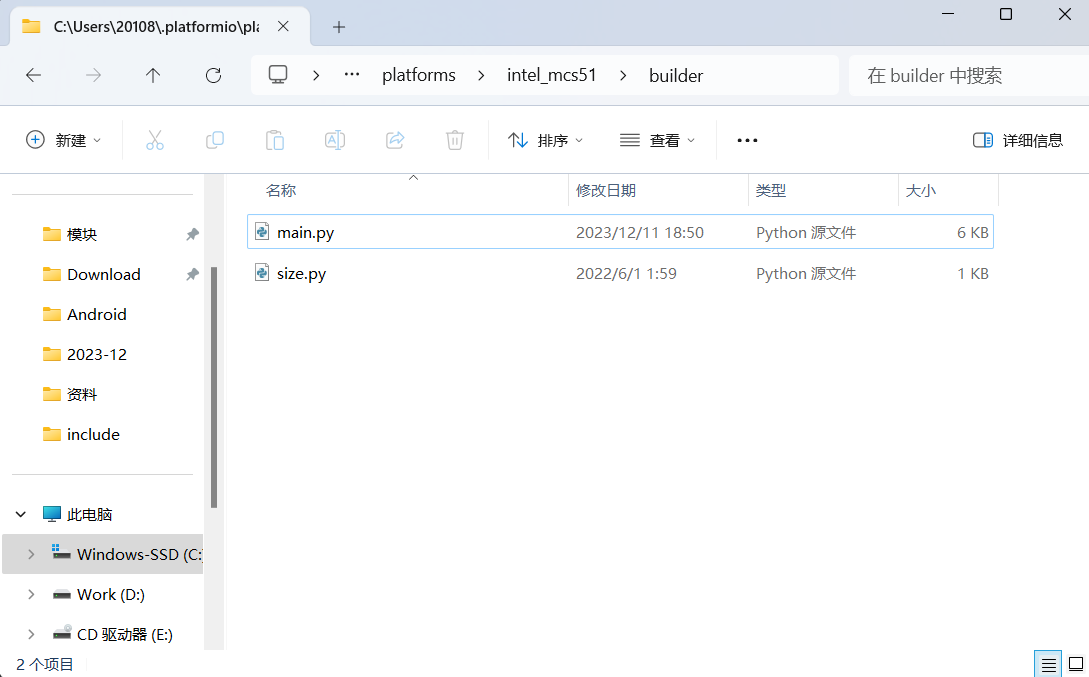 C:\Users\20108\.platformio\pla
platforms intel_mcs51 builder
在 builder 中搜索
新建 排序 查看 详细信息
名称 修改日期 类型 大小
main.py 2023/12/11 18:50 Python 源文件 6 KB
size.py 2022/6/1 1:59 Python 源文件 1 KB
模块
Download
Android
2023-12
资料
include
此电脑
Windows-SSD (C:)
Work (D:)
CD 驱动器 (E:)
2 个项目